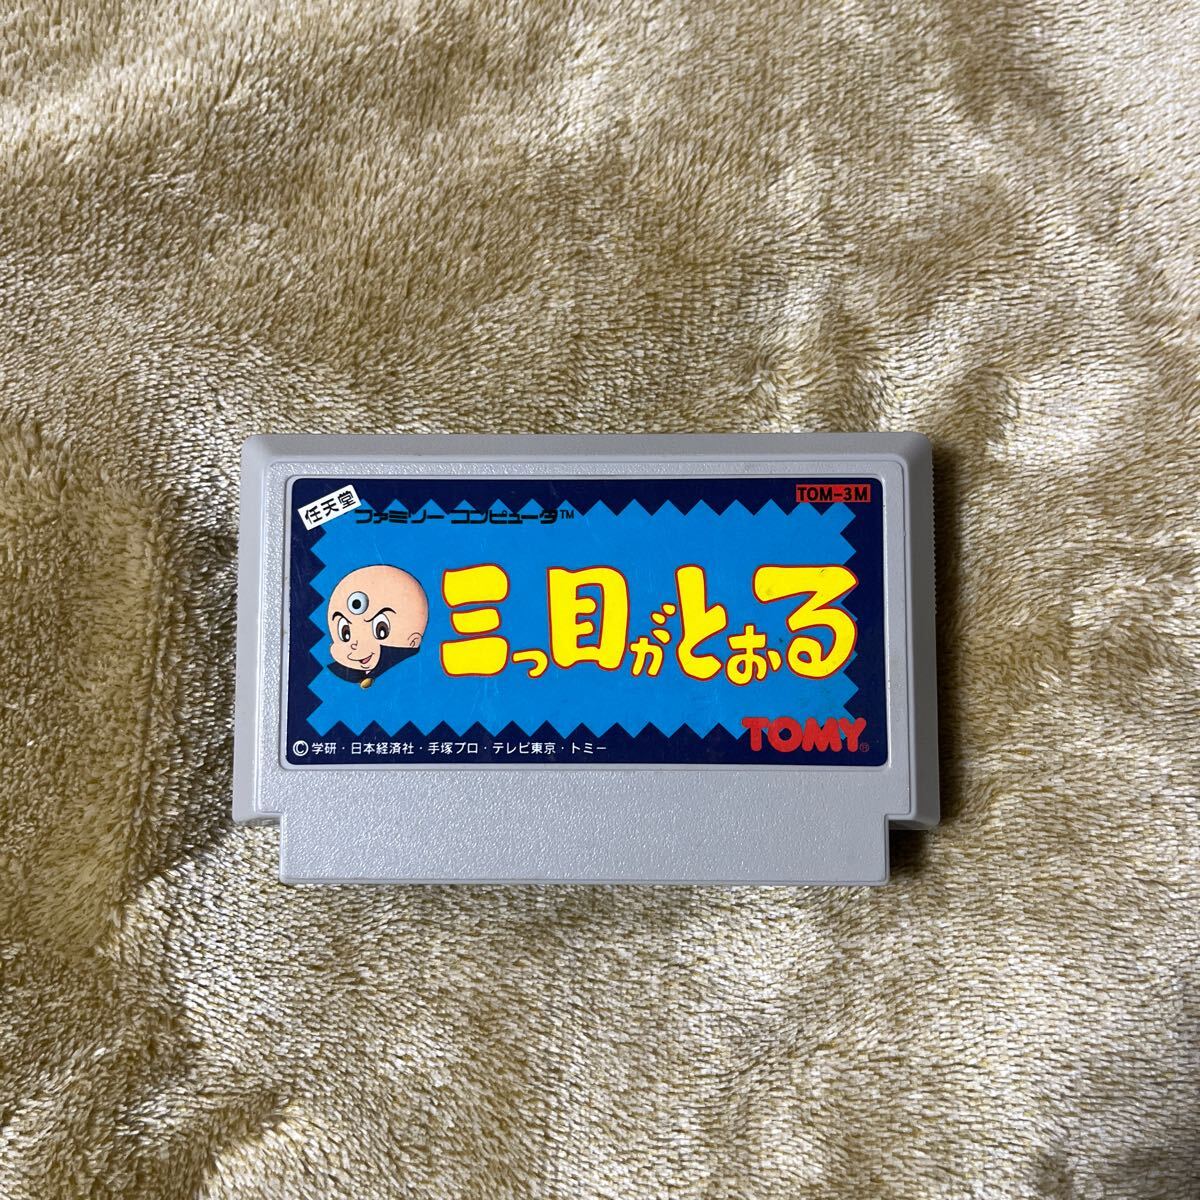 任天堂 ファミリーコンピュータ™
TOM-3M
三つ目がとおる
TOMY®
©学研・日本経済社・手塚プロ・テレビ東京・トミー